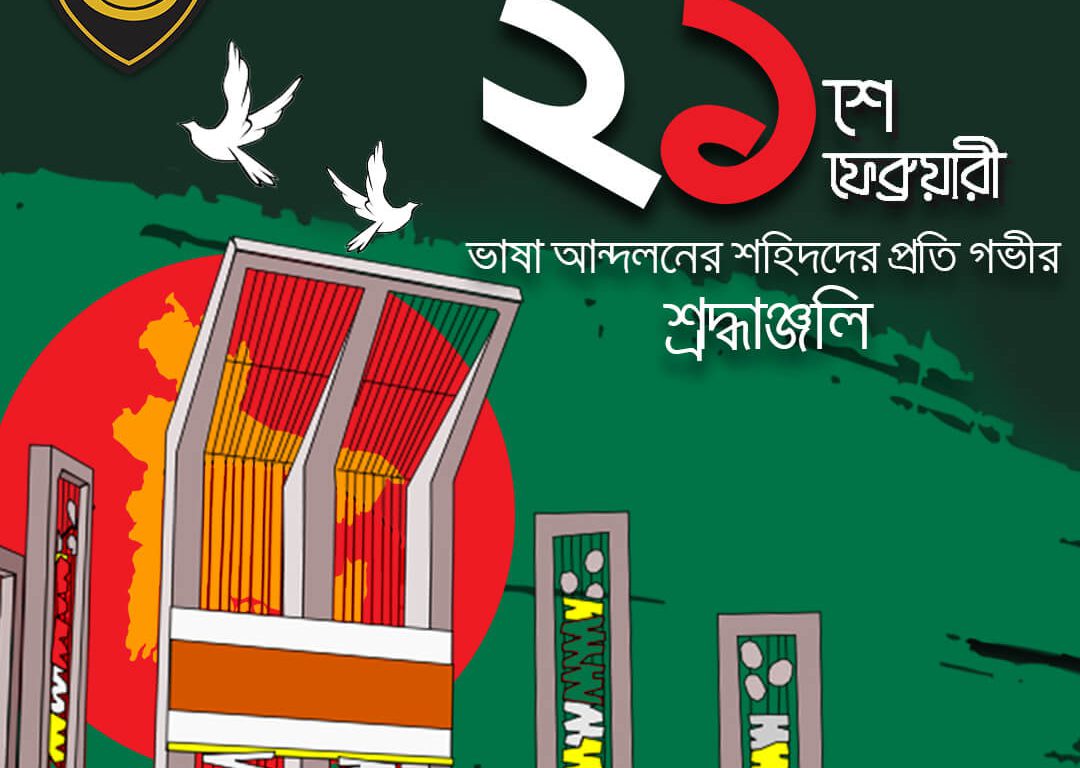 ২১
শে
ফেব্রুয়ারী
ভাষা আন্দলনের শহিদদের প্রতি গভীর
শ্রদ্ধাঞ্জলি